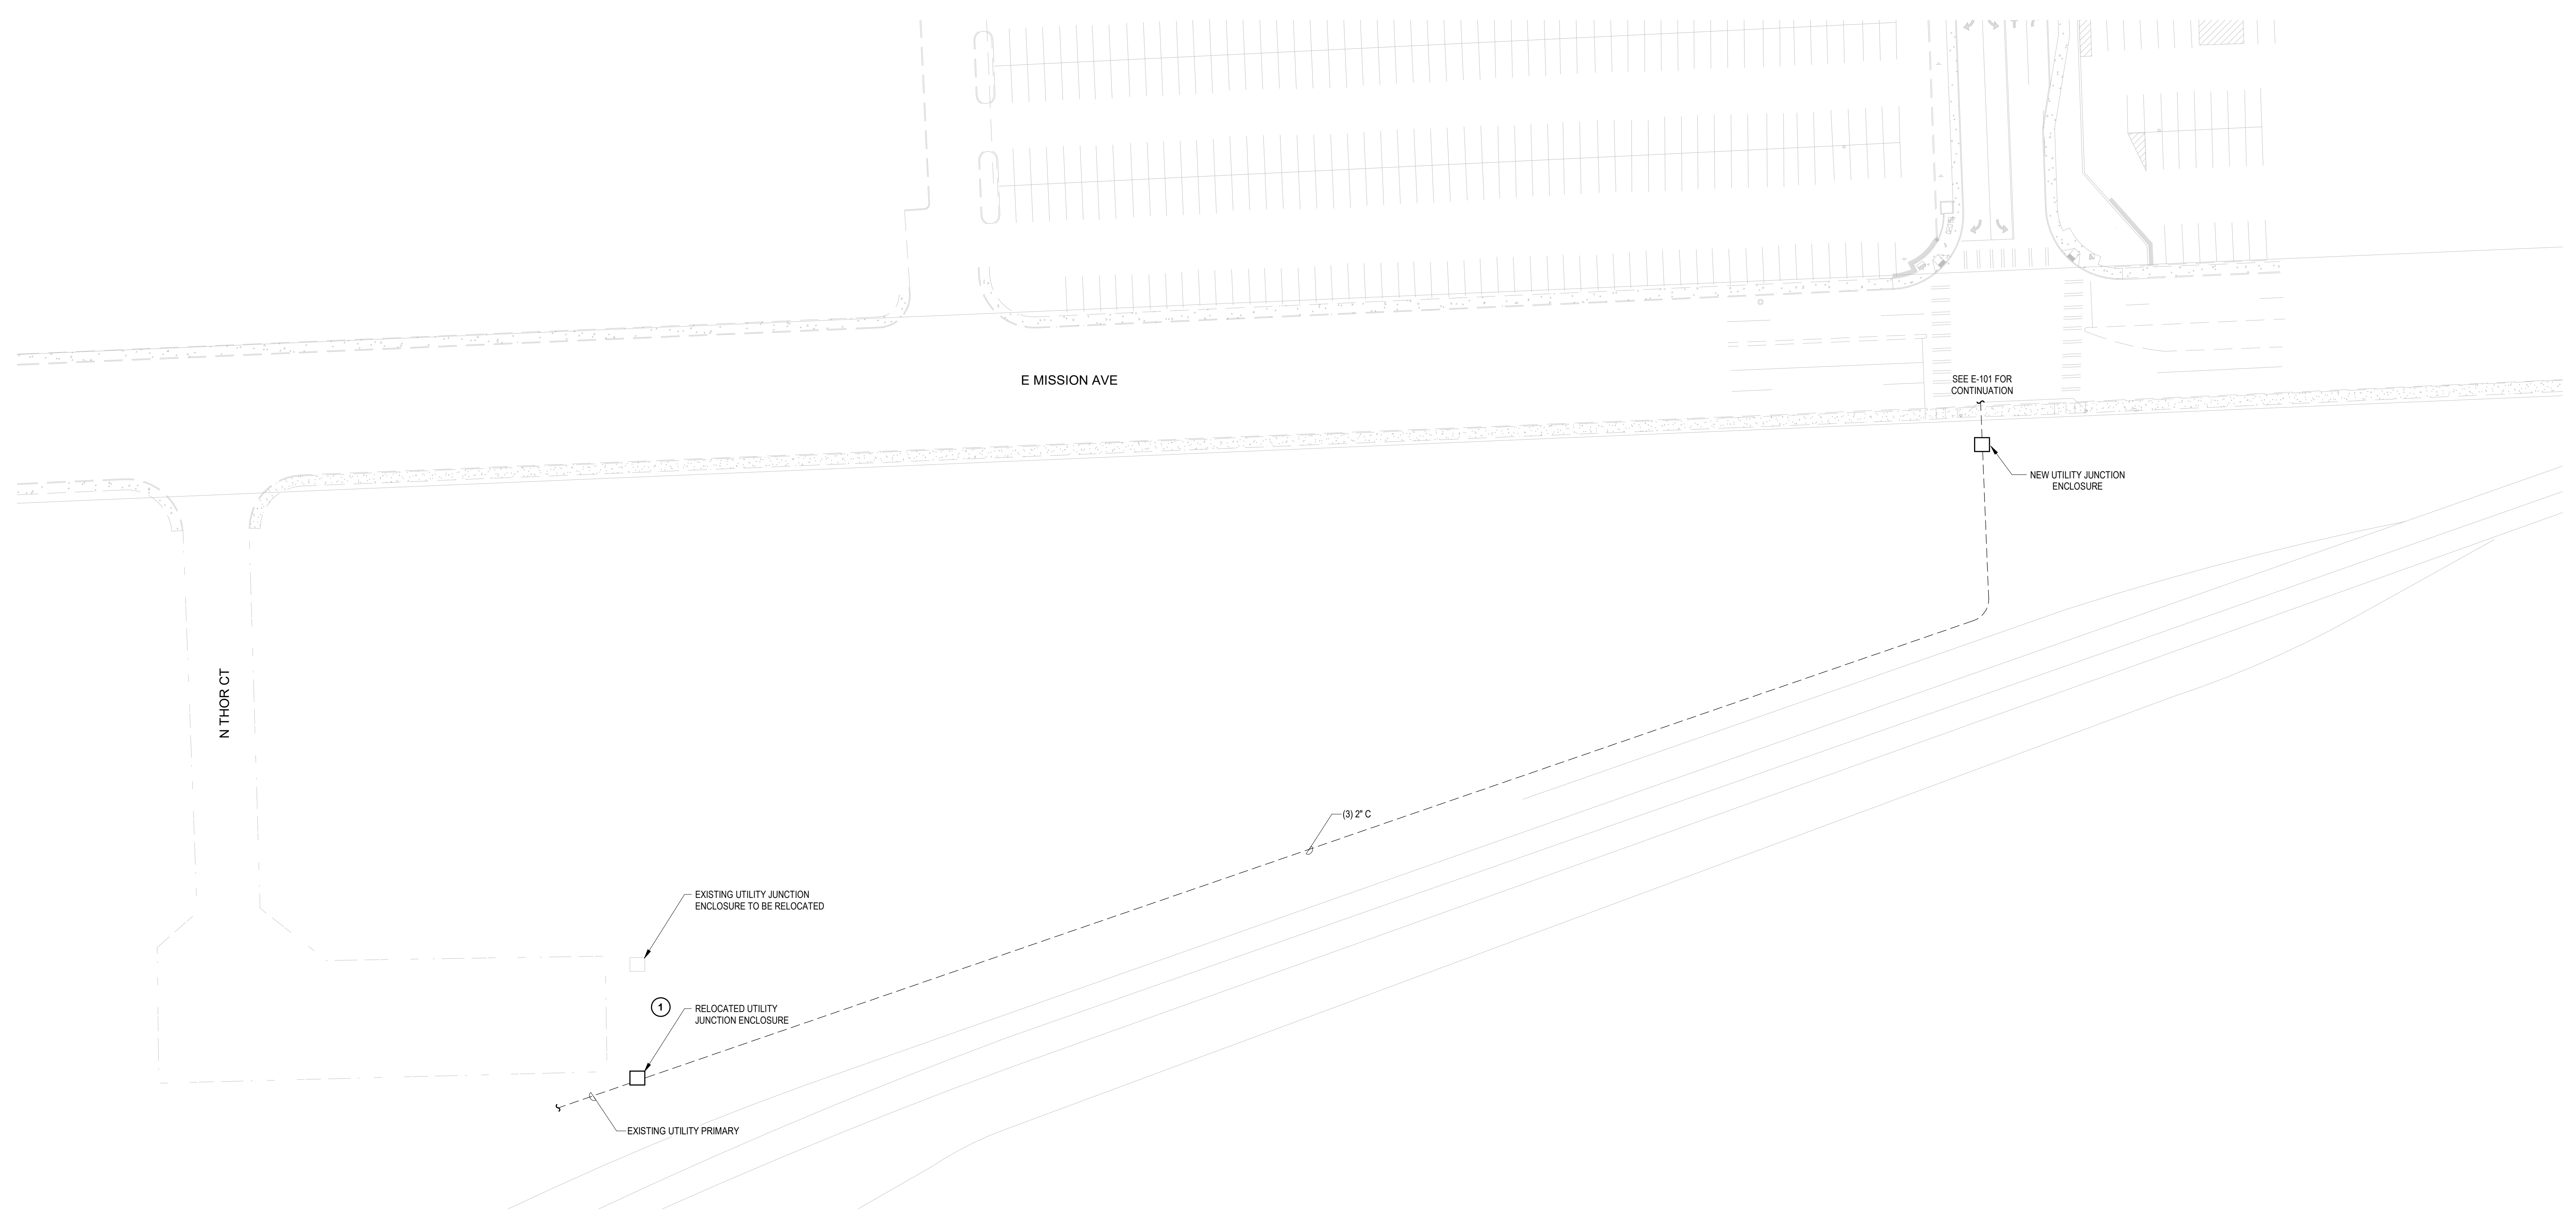 E MISSION AVE
SEE E-101 FOR
CONTINUATION
NEW UTILITY JUNCTION
ENCLOSURE
N THOR CT
(3) 2" C
EXISTING UTILITY JUNCTION
ENCLOSURE TO BE RELOCATED
1
RELOCATED UTILITY
JUNCTION ENCLOSURE
EXISTING UTILITY PRIMARY